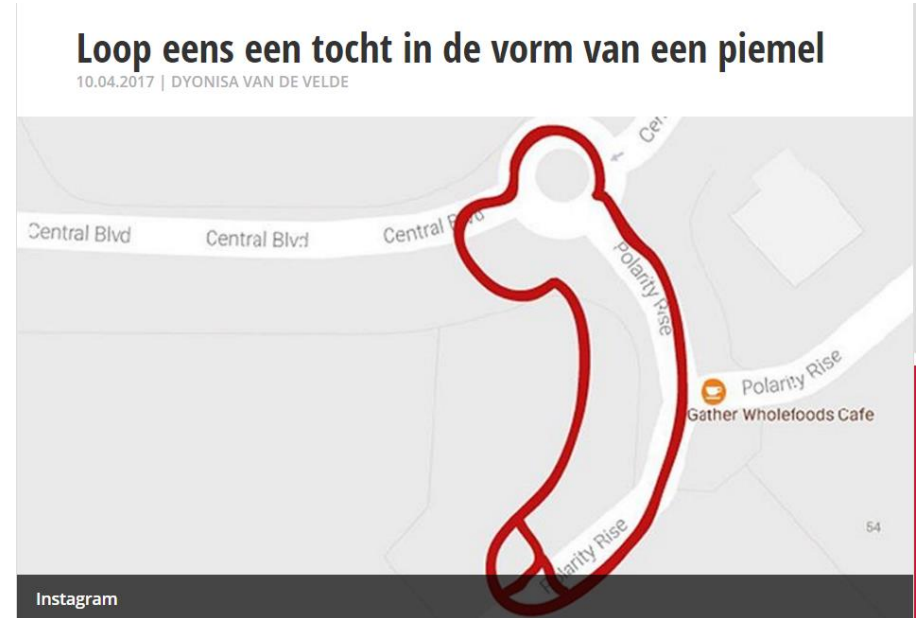 Loop eens een tocht in de vorm van een piemel
10.04.2017 | DYONISA VAN DE VELDE
Central Blvd
Central Blvd
Central Blvd
Polarity Rise
Polarity Rise
Gather Wholefoods Cafe
54
Polarity Rise
Instagram